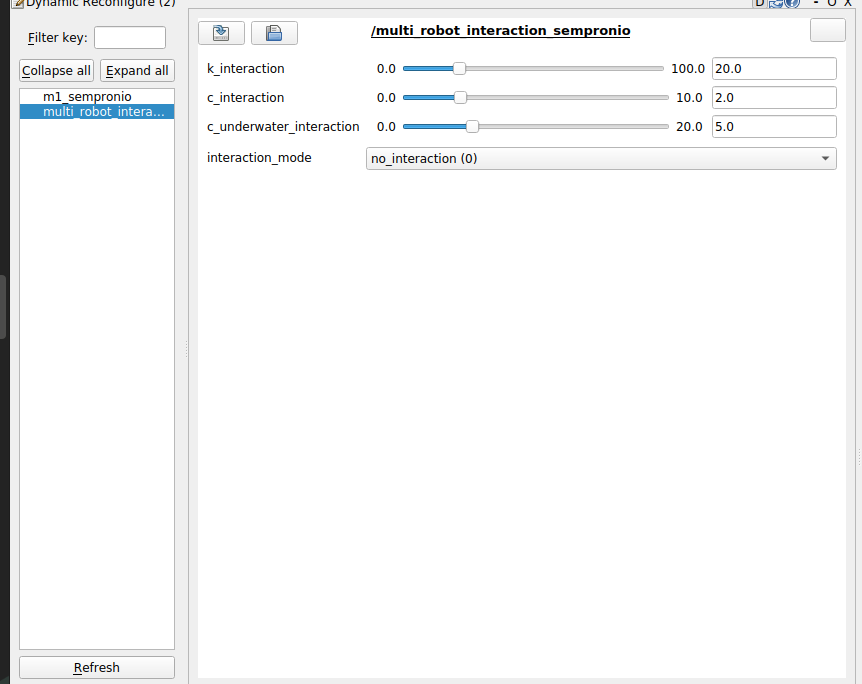 Dynamic Reconfigure (2)
D
- O X
Filter key:
Collapse all Expand all
m1_sempronio
multi_robot_intera...
Refresh
/multi_robot_interaction_sempronio
k_interaction 0.0 100.0 20.0
c_interaction 0.0 10.0 2.0
c_underwater_interaction 0.0 20.0 5.0
interaction_mode no_interaction (0)